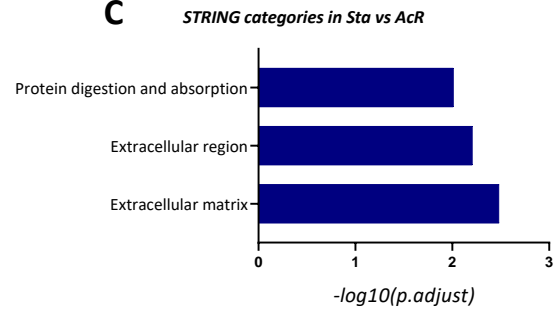 C
STRING categories in Sta vs AcR
Protein digestion and absorption
Extracellular region
Extracellular matrix
0 1 2 3
-log10(p.adjust)